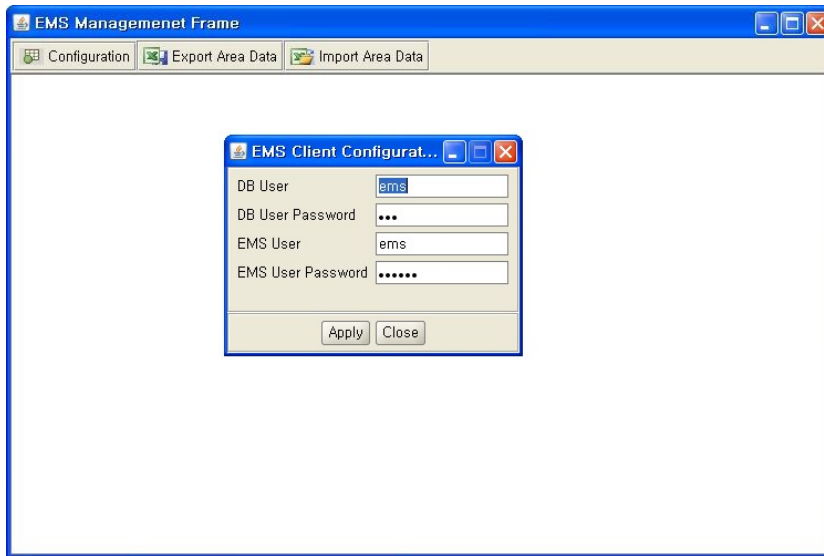 EMS Managemenet Frame
Configuration Export Area Data Import Area Data
EMS Client Configurat...
DB User ems
DB User Password •••
EMS User ems
EMS User Password ••••••
Apply Close